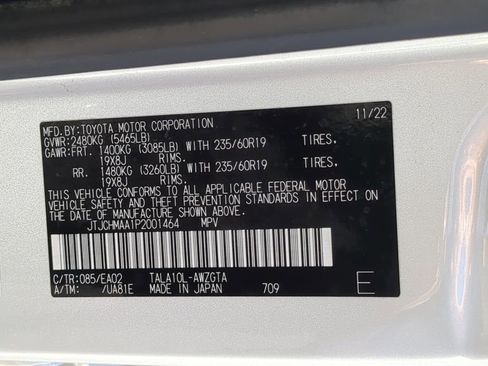 MFD.BY:TOYOTA MOTOR CORPORATION 11/22
GVWR:2480KG (5465LB)
GAWR:FRT. 1400KG (3085LB) WITH 235/60R19 TIRES.
19X8J RIMS.
RR. 1480KG (3260LB) WITH 235/60R19 TIRES.
19X8J RIMS.
THIS VEHICLE CONFORMS TO ALL APPLICABLE FEDERAL MOTOR
VEHICLE SAFETY AND THEFT PREVENTION STANDARDS IN EFFECT ON
THE DATE OF MANUFACTURE SHOWN ABOVE.
JTJCHMAA1P2001464 MPV
C/TR:085/EA02 TALA10L-AWZGTA
A/TM: /UA81E MADE IN JAPAN 709 E